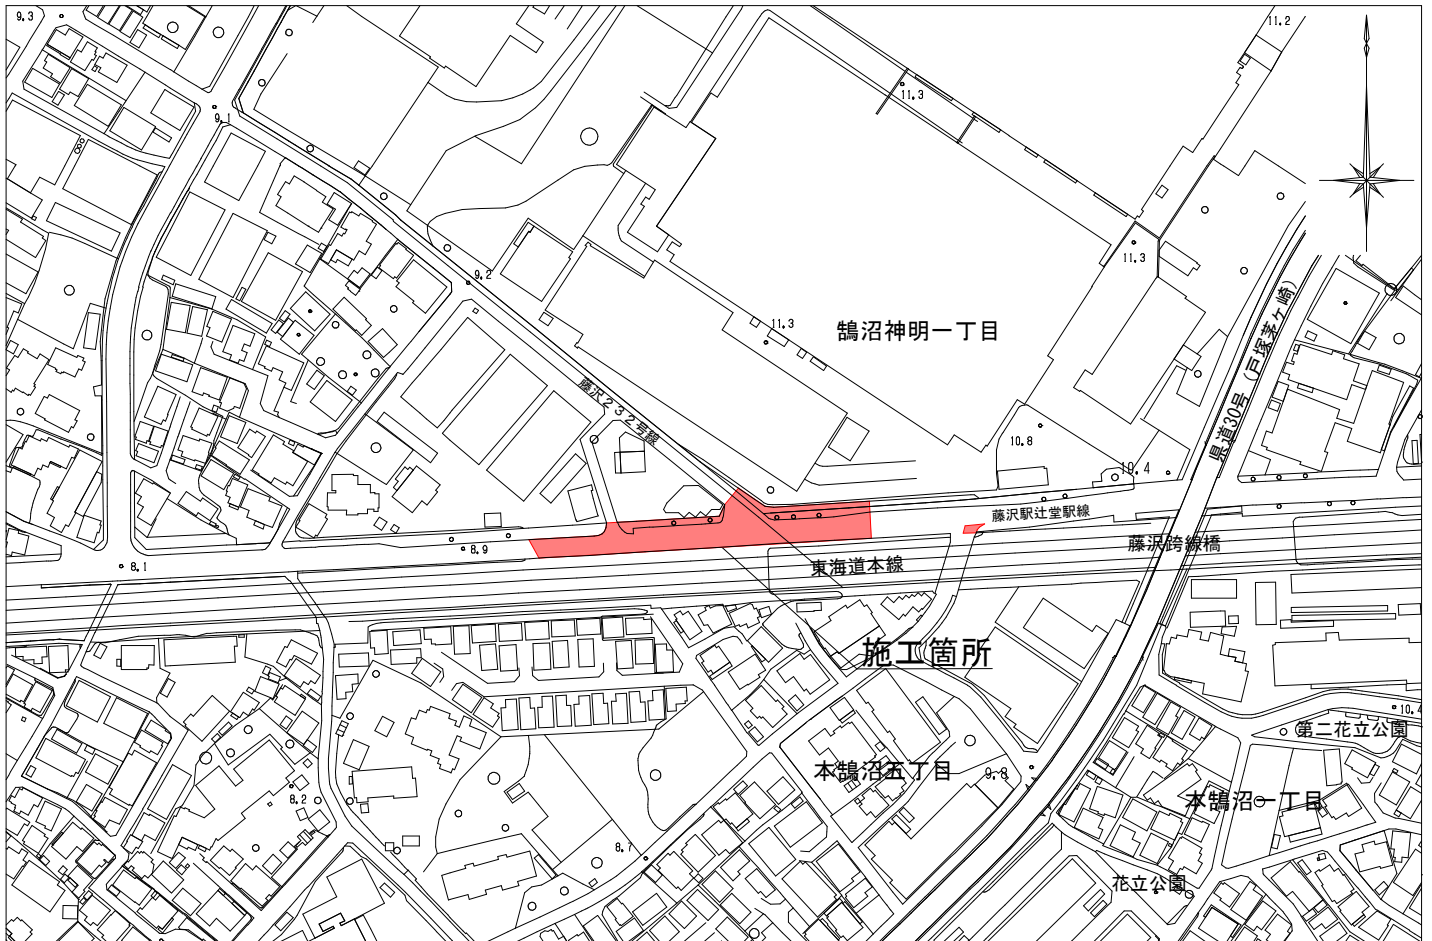 9.3
11.2
11.3
9.1
11.3
9.2
11.3
鵠沼神明一丁目
県道30号（戸塚茅ヶ崎）
藤沢２３２号線
10.8
10.4
藤沢駅辻堂駅線
藤沢跨線橋
8.9
8.1
東海道本線
施工箇所
10.4
第二花立公園
本鵠沼五丁目
9.8
8.2
本鵠沼一丁目
8.7
花立公園